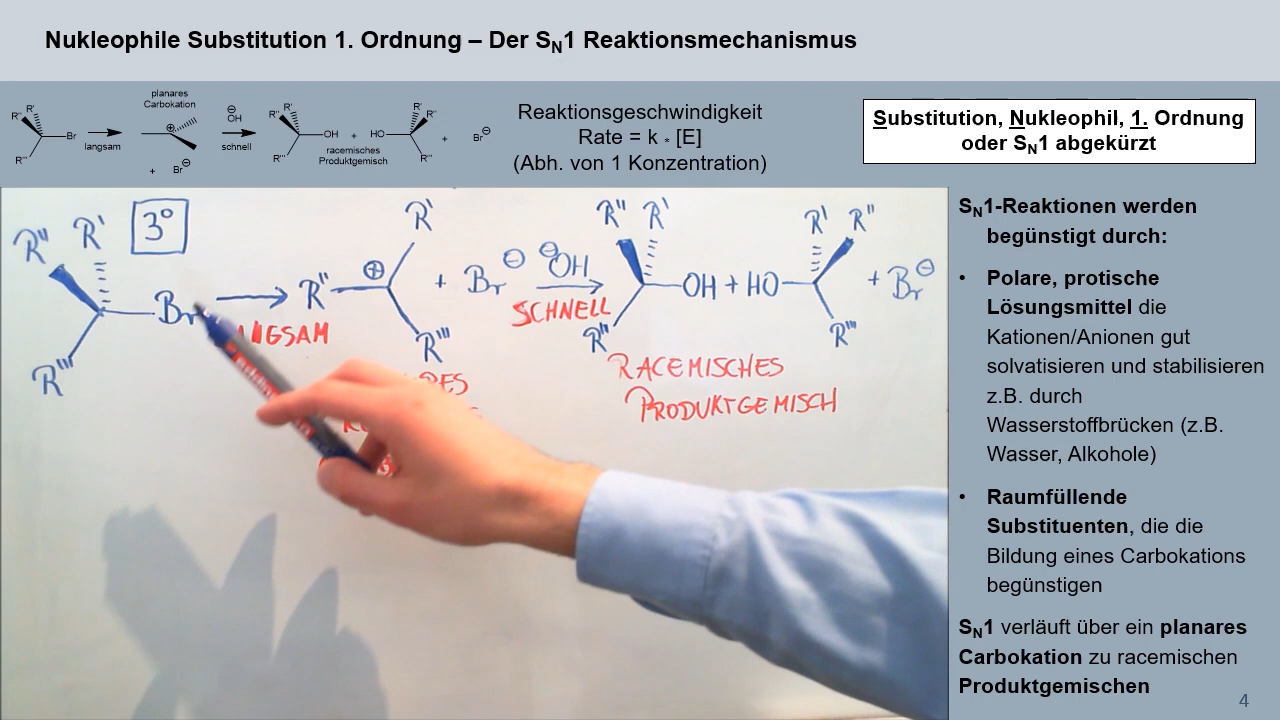 Nukleophile Substitution 1. Ordnung – Der SN1 Reaktionsmechanismus
planares
Carbokation
R'
R''
Br
R'''
langsam
+
Br⊖
⊖
OH
schnell
R'
R''
OH
R'''
+
HO
R'
R''
R'''
racemisches
Produktgemisch
+
Br⊖
Reaktionsgeschwindigkeit
Rate = k * [E]
(Abh. von 1 Konzentration)
Substitution, Nukleophil, 1. Ordnung
oder SN1 abgekürzt
R'' R' 3°
Br
R'''
R'
R'' ⊕
R'''
+ Br⊖
⊖OH
SCHNELL
R'' R'
OH + HO
R'''
R' R''
R'''
+ Br⊖
RACEMISCHES
PRODUKTGEMISCH
SN1-Reaktionen werden
begünstigt durch:
• Polare, protische
Lösungsmittel die
Kationen/Anionen gut
solvatisieren und stabilisieren
z.B. durch
Wasserstoffbrücken (z.B.
Wasser, Alkohole)
• Raumfüllende
Substituenten, die die
Bildung eines Carbokations
begünstigen
SN1 verläuft über ein planares
Carbokation zu racemischen
Produktgemischen
4